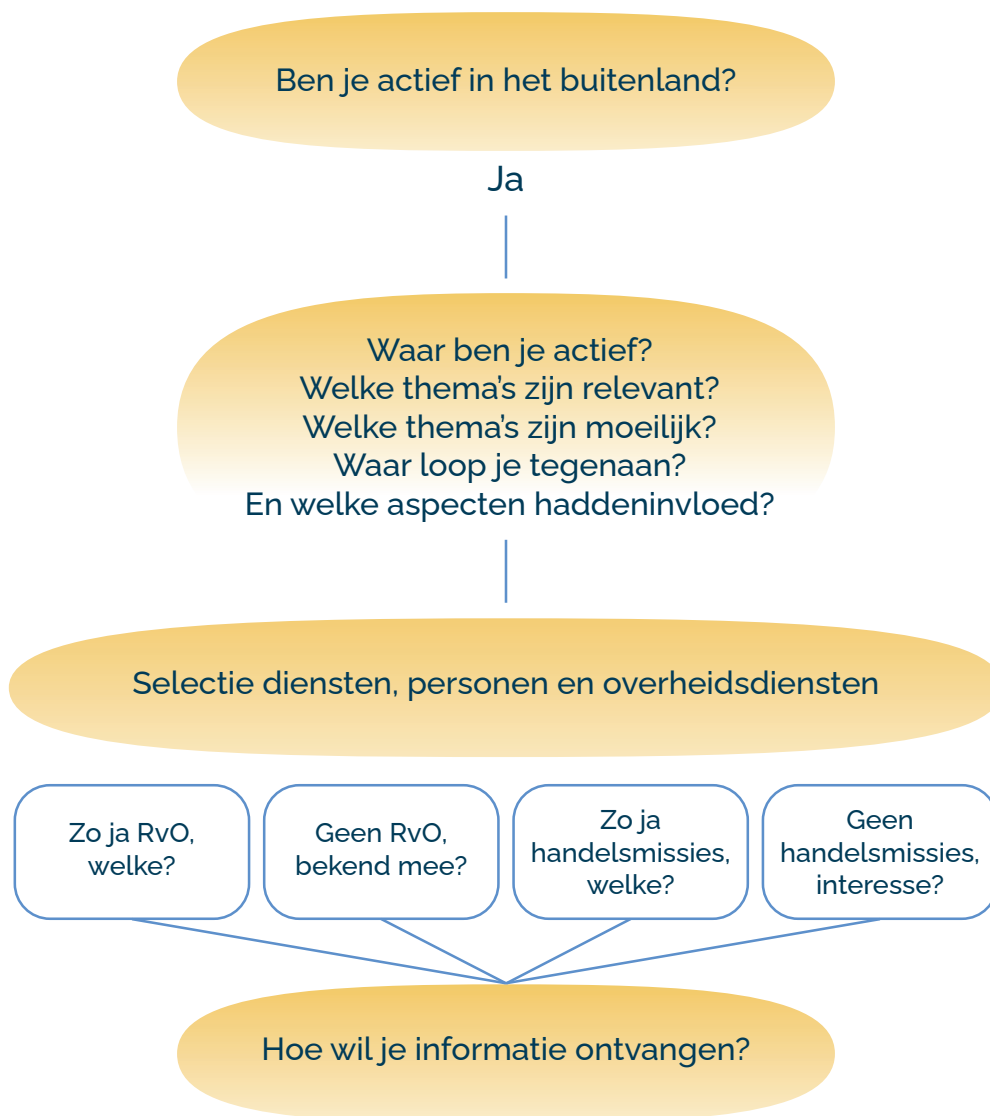 Ben je actief in het buitenland?
Ja
Waar ben je actief?
Welke thema's zijn relevant?
Welke thema's zijn moeilijk?
Waar loop je tegenaan?
En welke aspecten haddeninvloed?
Selectie diensten, personen en overheidsdiensten
Zo ja RvO,
welke?
Geen RvO,
bekend mee?
Zo ja
handelsmissies,
welke?
Geen
handelsmissies,
interesse?
Hoe wil je informatie ontvangen?